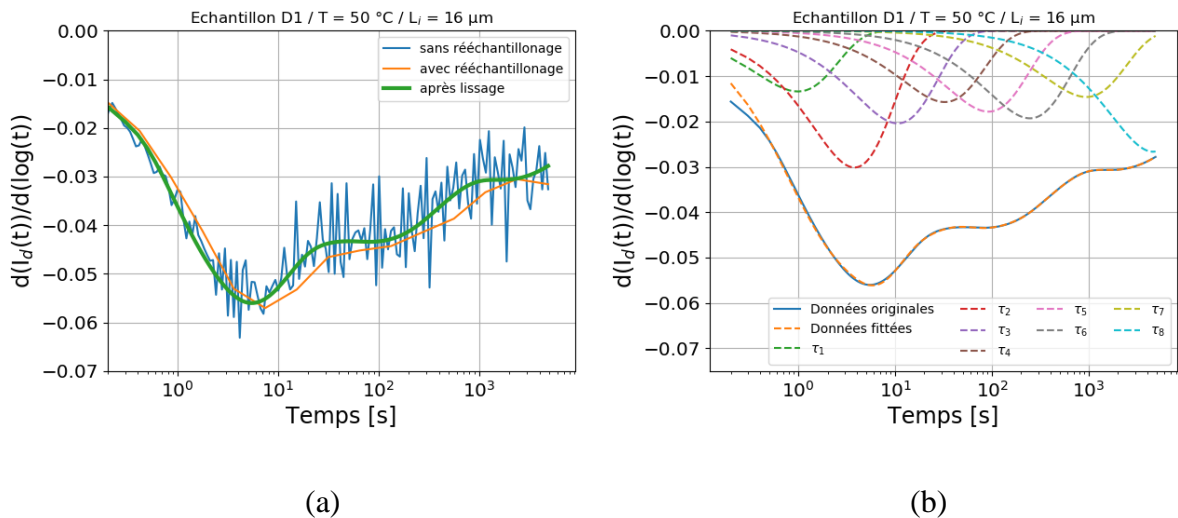 Echantillon D1 / T = 50 °C / Lᵢ = 16 µm
d(I_d(t))/d(log(t))
0.00
−0.01
−0.02
−0.03
−0.04
−0.05
−0.06
−0.07
sans rééchantillonage
avec rééchantillonage
après lissage
10⁰
10¹
10²
10³
Temps [s]
(a)
Echantillon D1 / T = 50 °C / Lᵢ = 16 µm
d(I_d(t))/d(log(t))
0.00
−0.01
−0.02
−0.03
−0.04
−0.05
−0.06
−0.07
Données originales
Données fittées
τ₁
τ₂
τ₃
τ₄
τ₅
τ₆
τ₇
τ₈
10⁰
10¹
10²
10³
Temps [s]
(b)